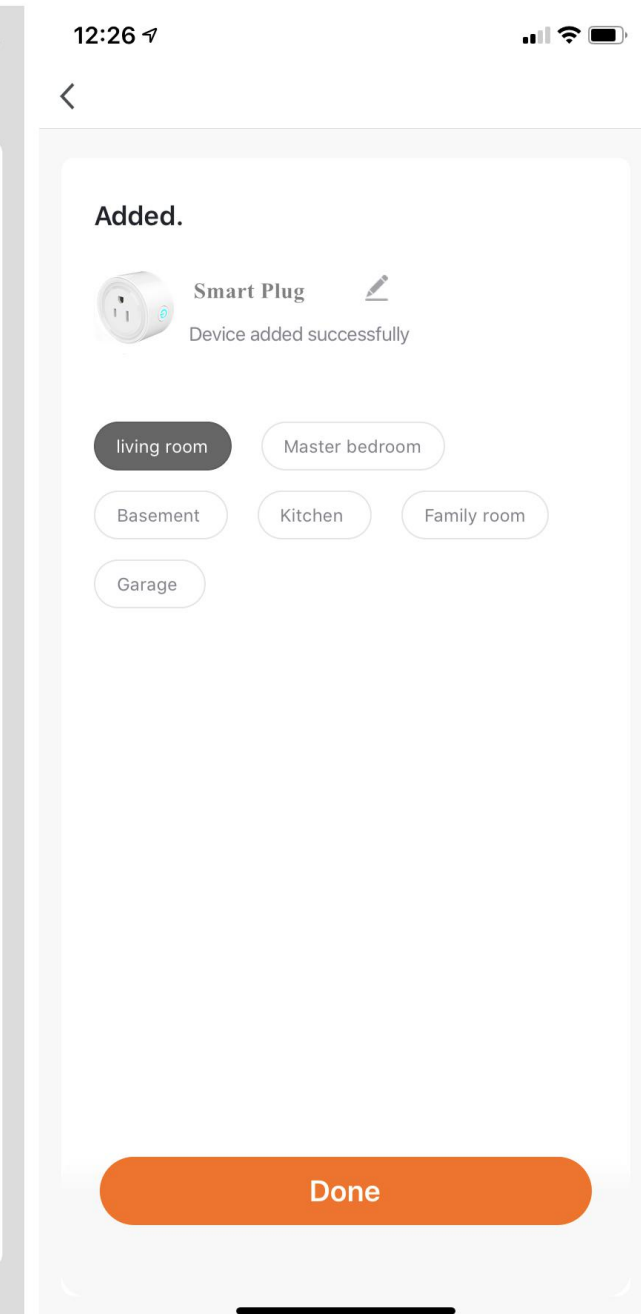 12:26
Added.
Smart Plug
Device added successfully
living room Master bedroom
Basement Kitchen Family room
Garage
Done